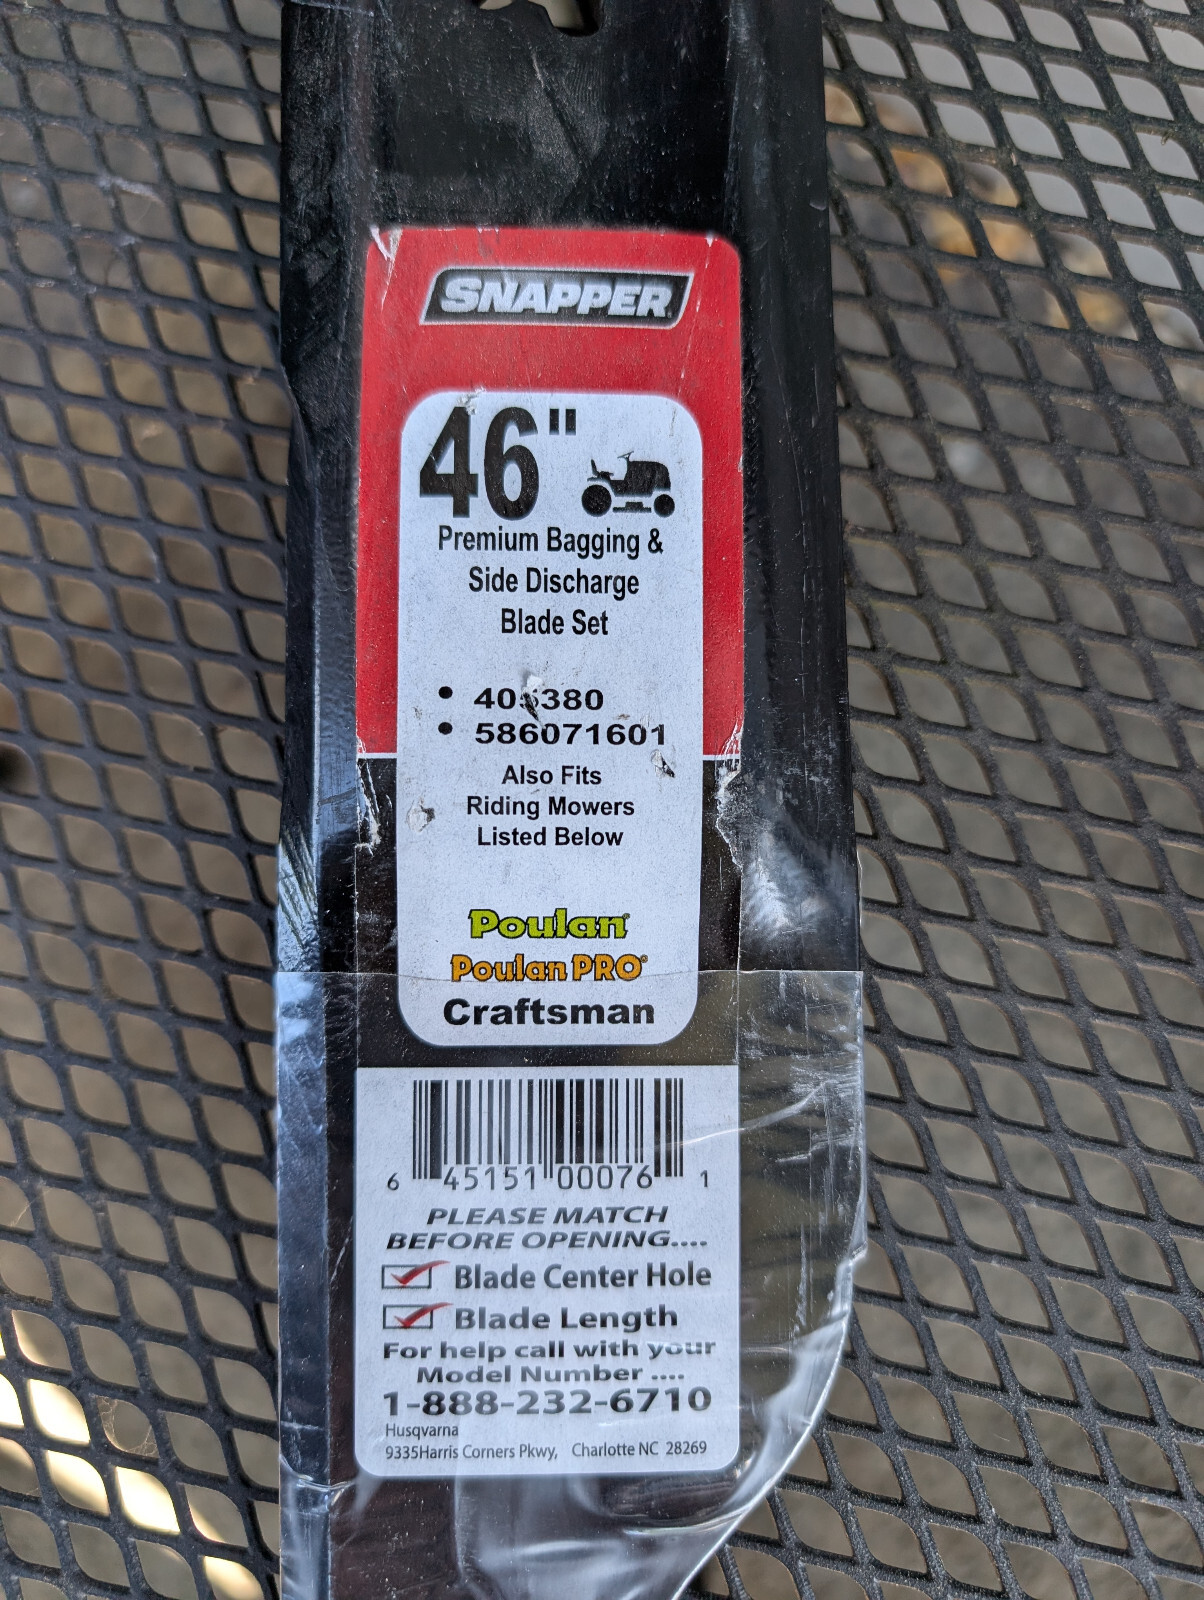 SNAPPER
46"
Premium Bagging &
Side Discharge
Blade Set
• 405380
• 586071601
Also Fits
Riding Mowers
Listed Below
Poulan
Poulan PRO
Craftsman
6 45151 00076 1
PLEASE MATCH
BEFORE OPENING....
Blade Center Hole
Blade Length
For help call with your
Model Number ....
1-888-232-6710
Husqvarna
9335Harris Corners Pkwy, Charlotte NC 28269